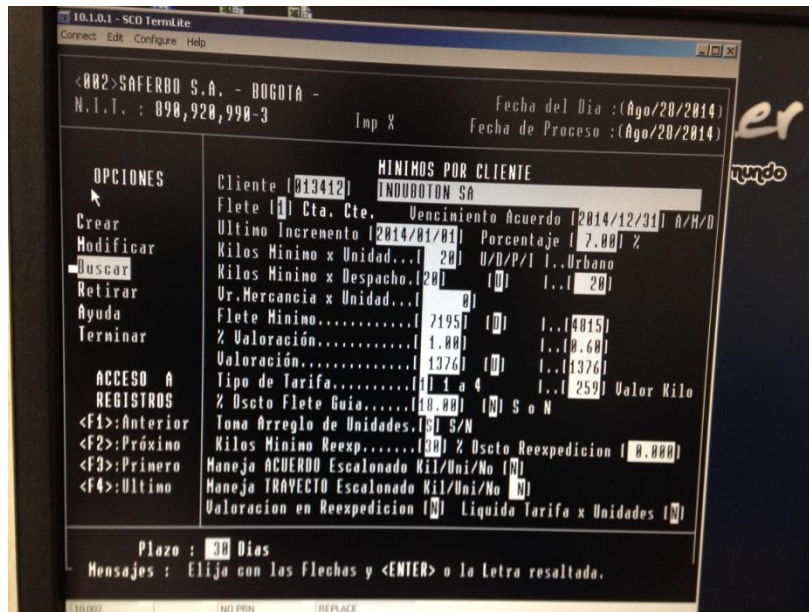 10.1.0.1 - SCO TermLite
Connect Edit Configure Help
<002>SAFERBO S.A. - BOGOTA -
N.I.T. : 890,920,990-3
Imp X
Fecha del Dia :(Ago/28/2014)
Fecha de Proceso :(Ago/28/2014)
OPCIONES
Crear
Modificar
Buscar
Retirar
Ayuda
Terminar
ACCESO A
REGISTROS
<F1>:Anterior
<F2>:Próximo
<F3>:Primero
<F4>:Ultimo
MINIMOS POR CLIENTE
Cliente [013412] INDUBOTON SA
Flete [1] Cta. Cte. Vencimiento Acuerdo [2014/12/31] A/M/D
Ultimo Incremento [2014/01/01] Porcentaje [ 7.00] %
Kilos Minimo x Unidad...[ 20] U/D/P/I I..Urbano
Kilos Minimo x Despacho.[20] [U] I..[ 20]
Vr.Mercancia x Unidad...[ 0]
Flete Minimo............[ 7195] [D] I..[4815]
% Valoración............[ 1.00] I..[0.60]
Valoración..............[ 1376] [U] I..[1376]
Tipo de Tarifa..........[1] 1 a 4 I..[ 259] Valor Kilo
% Dscto Flete Guia......[18.00] [N] S o N
Toma Arreglo de Unidades.[S] S/N
Kilos Minimo Reexp.......[30] % Dscto Reexpedicion [ 0.000]
Maneja ACUERDO Escalonado Kil/Uni/No [N]
Maneja TRAYECTO Escalonado Kil/Uni/No [N]
Valoracion en Reexpedicion [N] Liquida Tarifa x Unidades [N]
Plazo : 30 Dias
Mensajes : Elija con las Flechas y <ENTER> o la Letra resaltada.
10:002 NO PRN REPLACE
er
mundo